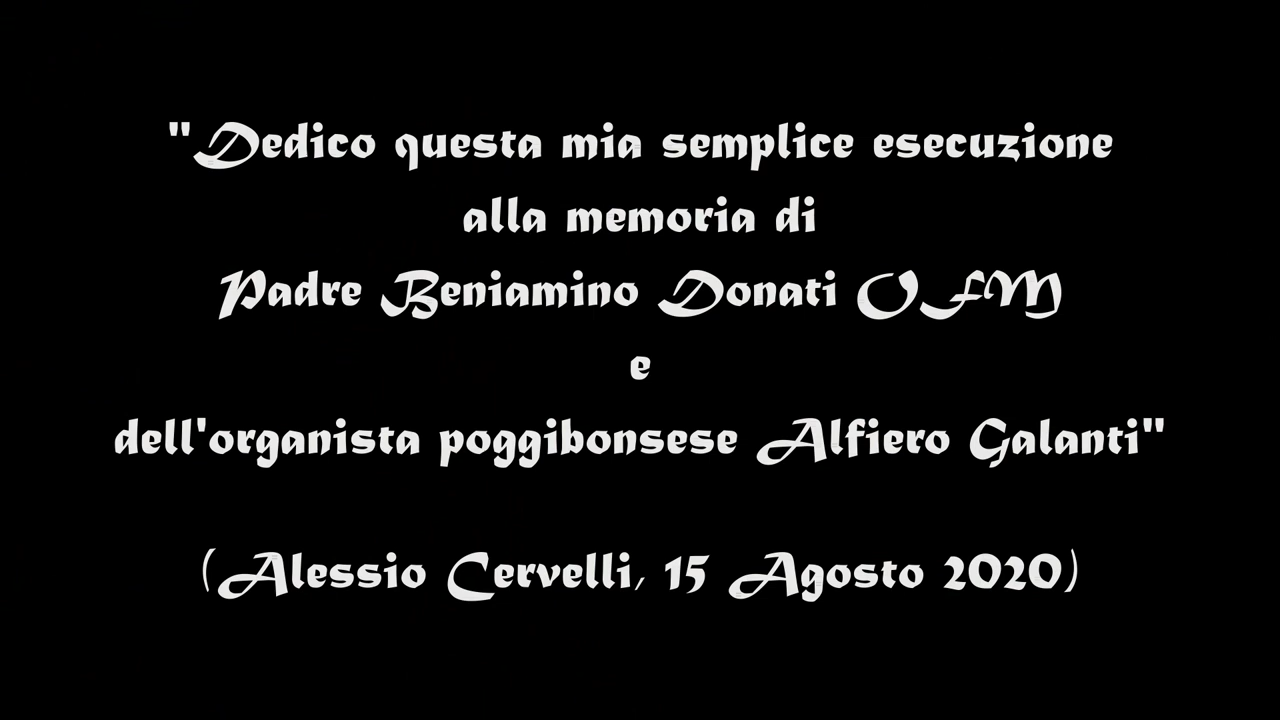 "Dedico questa mia semplice esecuzione
alla memoria di
Padre Beniamino Donati OFM
e
dell'organista poggibonsese Alfiero Galanti"
(Alessio Cervelli, 15 Agosto 2020)